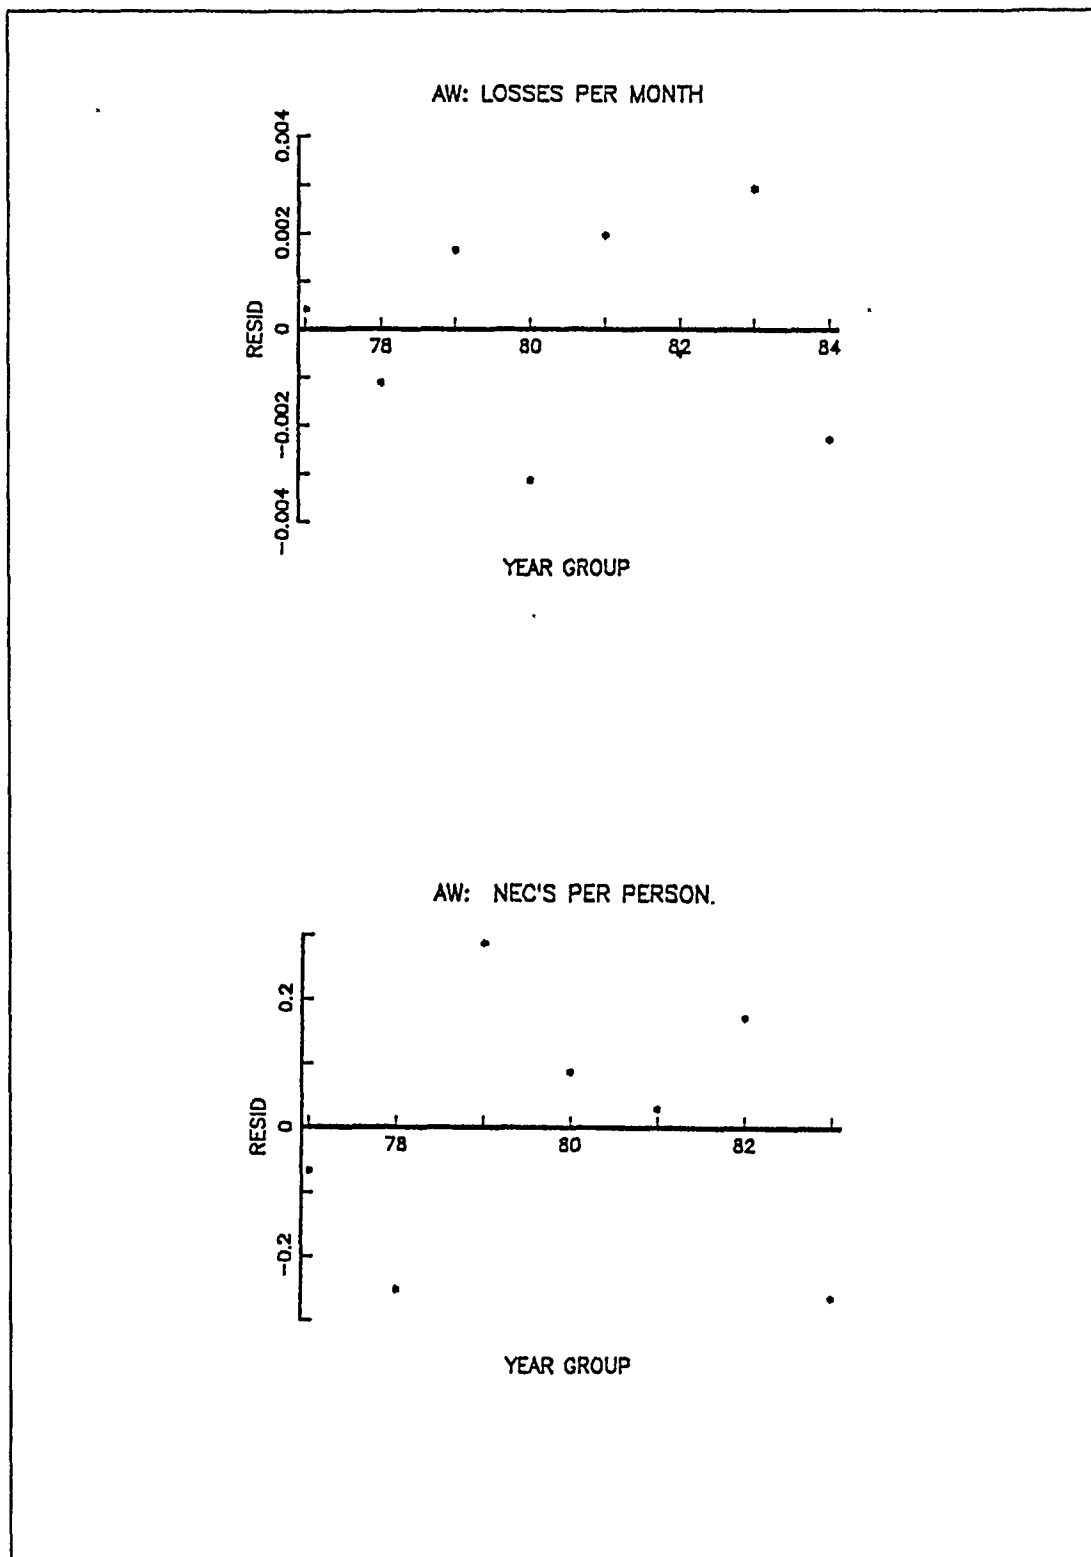 AW: LOSSES PER MONTH
0.004
0.002
0
-0.002
-0.004
RESID
78 80 82 84
YEAR GROUP
AW: NEC'S PER PERSON.
0.2
0
-0.2
RESID
78 80 82
YEAR GROUP